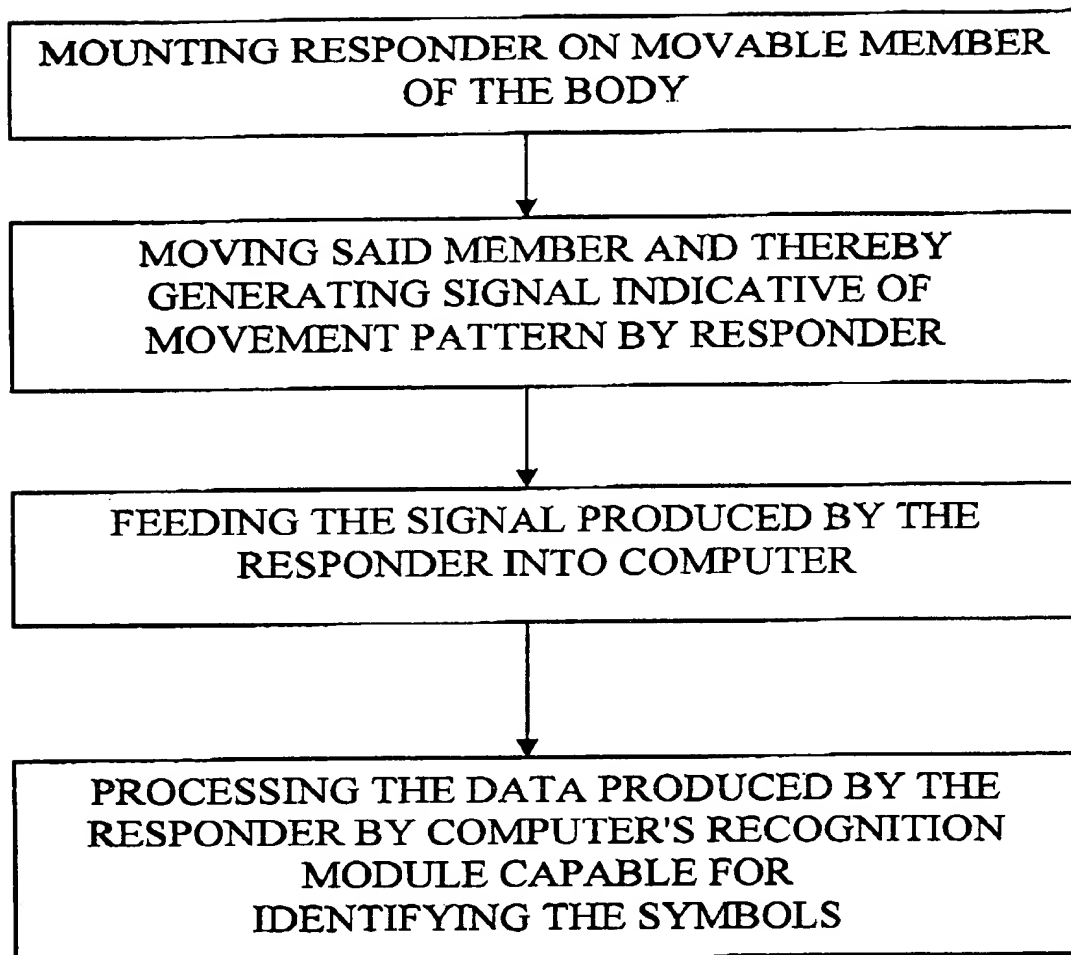 MOUNTING RESPONDER ON MOVABLE MEMBER
OF THE BODY
MOVING SAID MEMBER AND THEREBY
GENERATING SIGNAL INDICATIVE OF
MOVEMENT PATTERN BY RESPONDER
FEEDING THE SIGNAL PRODUCED BY THE
RESPONDER INTO COMPUTER
PROCESSING THE DATA PRODUCED BY THE
RESPONDER BY COMPUTER'S RECOGNITION
MODULE CAPABLE FOR
IDENTIFYING THE SYMBOLS